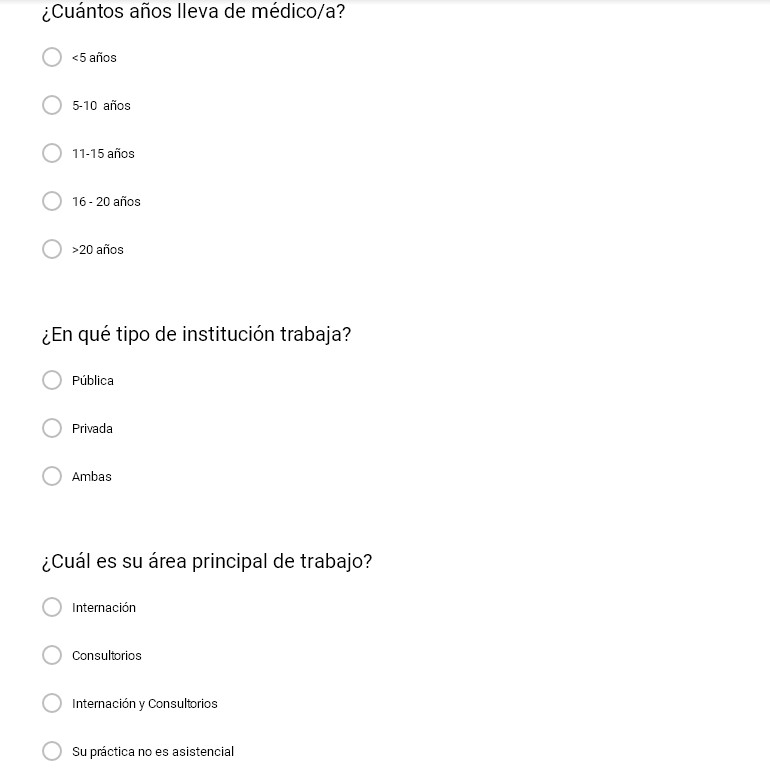 ¿Cuántos años lleva de médico/a?
<5 años
5-10  años
11-15 años
16 - 20 años
>20 años
¿En qué tipo de institución trabaja?
Pública
Privada
Ambas
¿Cuál es su área principal de trabajo?
Internación
Consultorios
Internación y Consultorios
Su práctica no es asistencial